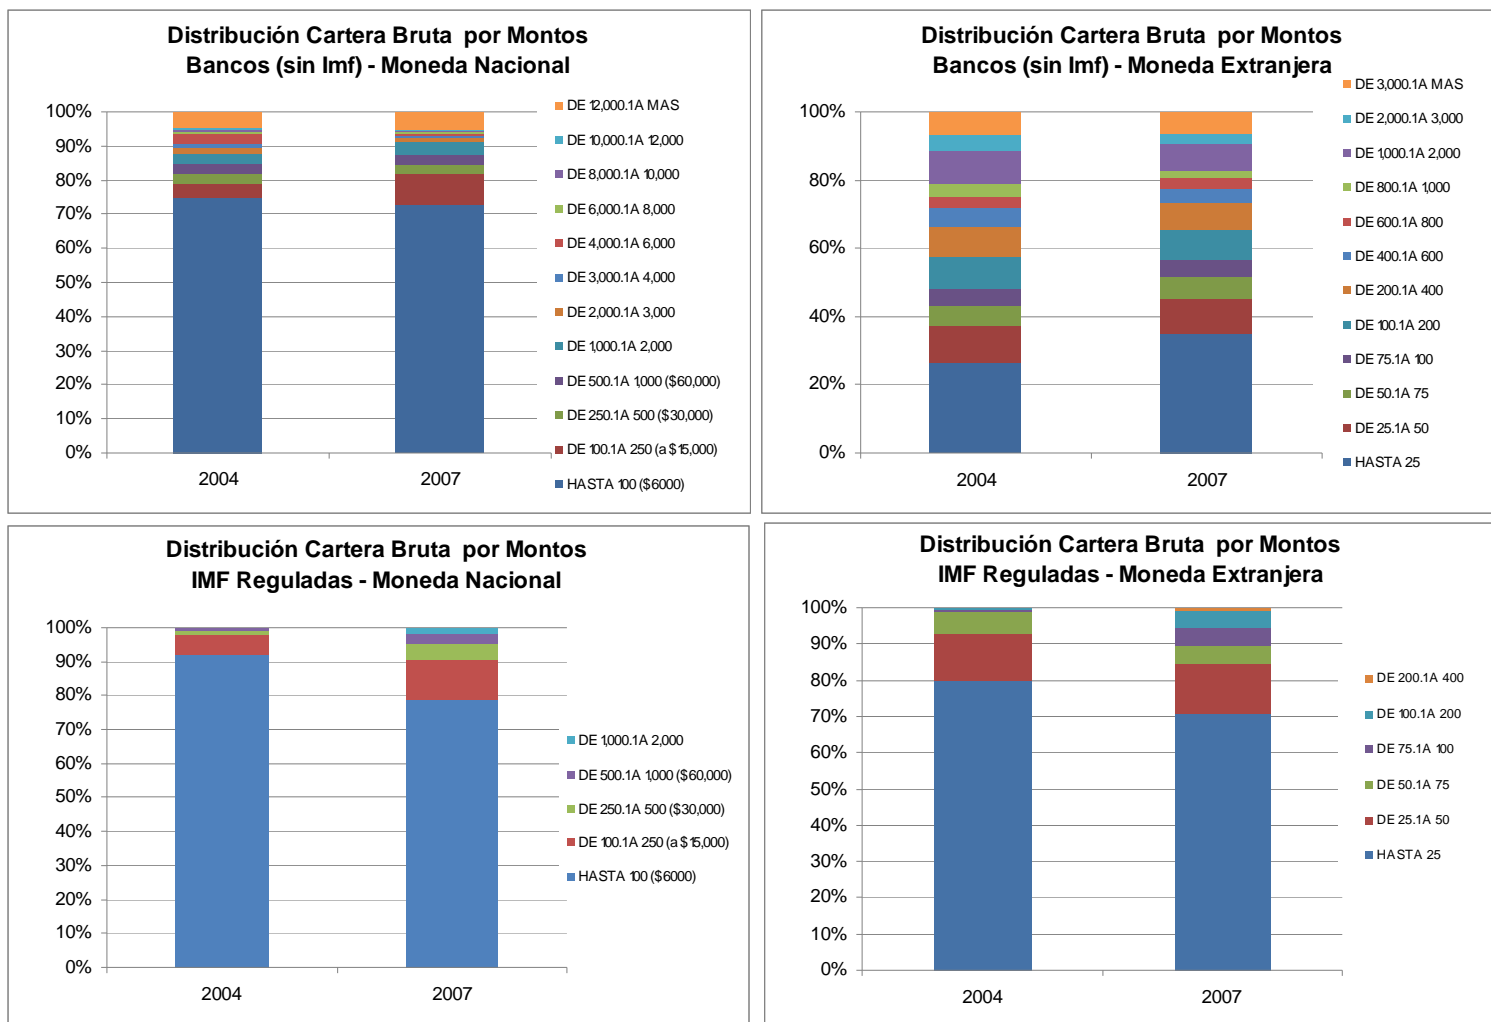 Distribución Cartera Bruta por Montos
Bancos (sin Imf) - Moneda Nacional
100%
90%
80%
70%
60%
50%
40%
30%
20%
10%
0%
2004
2007
DE 12,000.1A MAS
DE 10,000.1A 12,000
DE 8,000.1A 10,000
DE 6,000.1A 8,000
DE 4,000.1A 6,000
DE 3,000.1A 4,000
DE 2,000.1A 3,000
DE 1,000.1A 2,000
DE 500.1A 1,000 ($60,000)
DE 250.1A 500 ($30,000)
DE 100.1A 250 (a $15,000)
HASTA 100 ($6000)
Distribución Cartera Bruta por Montos
Bancos (sin Imf) - Moneda Extranjera
100%
80%
60%
40%
20%
0%
2004
2007
DE 3,000.1A MAS
DE 2,000.1A 3,000
DE 1,000.1A 2,000
DE 800.1A 1,000
DE 600.1A 800
DE 400.1A 600
DE 200.1A 400
DE 100.1A 200
DE 75.1A 100
DE 50.1A 75
DE 25.1A 50
HASTA 25
Distribución Cartera Bruta por Montos
IMF Reguladas - Moneda Nacional
100%
90%
80%
70%
60%
50%
40%
30%
20%
10%
0%
2004
2007
DE 1,000.1A 2,000
DE 500.1A 1,000 ($60,000)
DE 250.1A 500 ($30,000)
DE 100.1A 250 (a $15,000)
HASTA 100 ($6000)
Distribución Cartera Bruta por Montos
IMF Reguladas - Moneda Extranjera
100%
90%
80%
70%
60%
50%
40%
30%
20%
10%
0%
2004
2007
DE 200.1A 400
DE 100.1A 200
DE 75.1A 100
DE 50.1A 75
DE 25.1A 50
HASTA 25